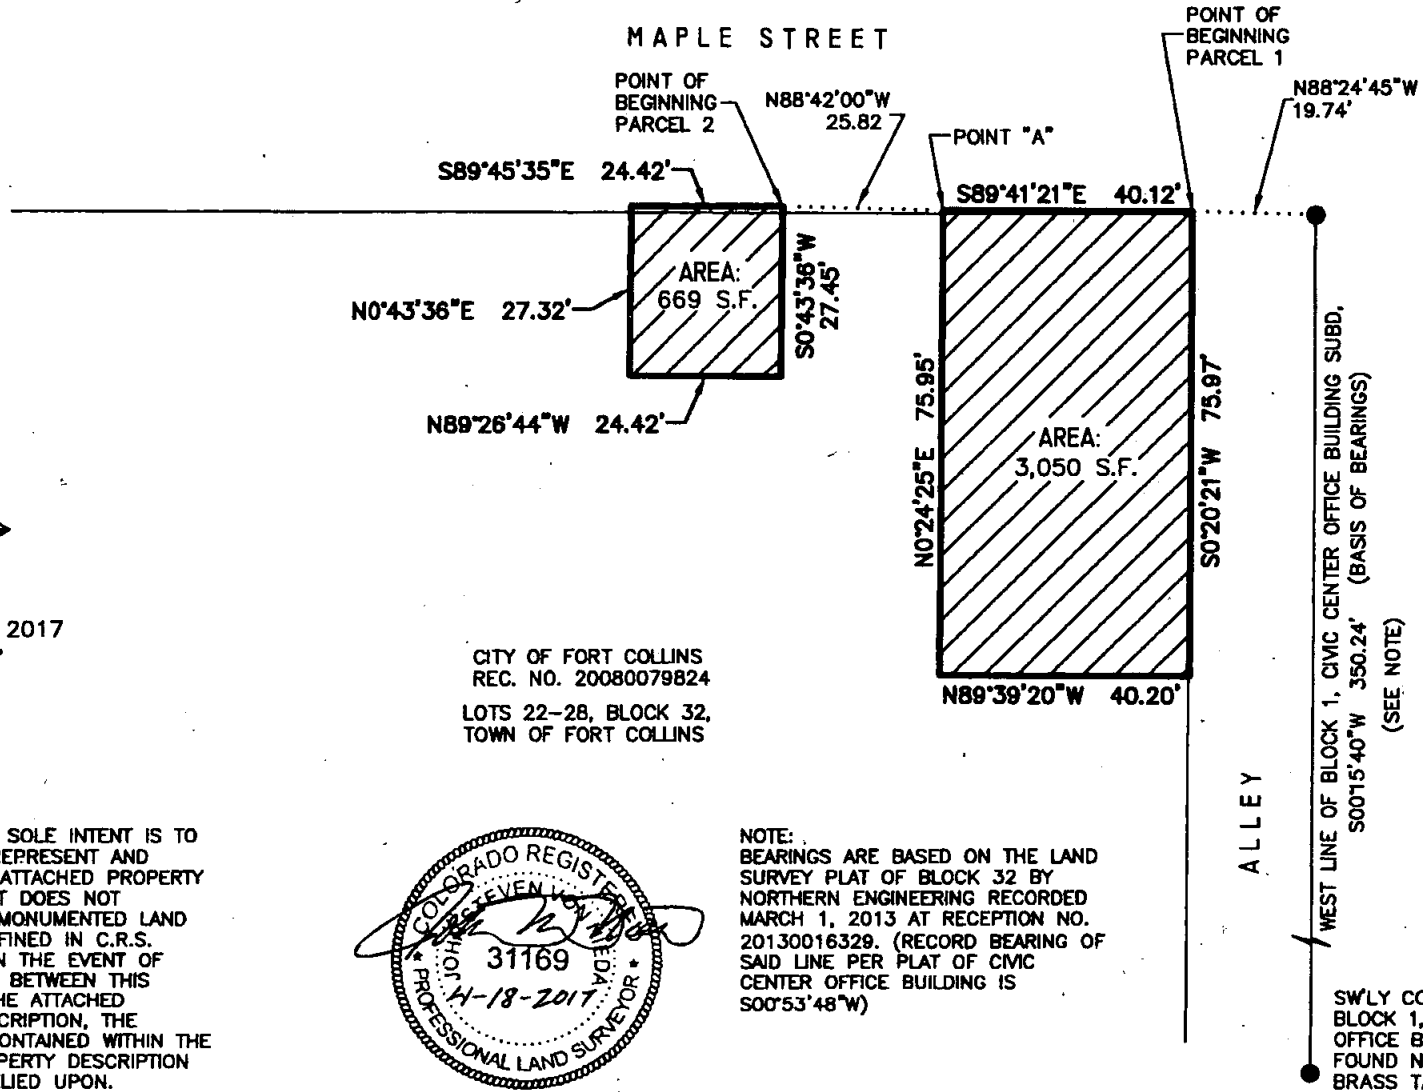 MAPLE STREET
POINT OF
BEGINNING
PARCEL 1
POINT OF
BEGINNING
PARCEL 2
N88°42'00"W
25.82
N88°24'45"W
19.74'
POINT "A"
S89°45'35"E 24.42'
S89°41'21"E 40.12'
AREA:
669 S.F.
S0°43'36"W
27.45'
N0°43'36"E 27.32'
N89°26'44"W 24.42'
N0°24'25"E 75.95'
AREA:
3,050 S.F.
S0°20'21"W 75.97'
N89°39'20"W 40.20'
WEST LINE OF BLOCK 1, CIVIC CENTER OFFICE BUILDING SUBD,
S00°15'40"W 350.24' (BASIS OF BEARINGS)
(SEE NOTE)
ALLEY
2017
CITY OF FORT COLLINS
REC. NO. 20080079824
LOTS 22-28, BLOCK 32,
TOWN OF FORT COLLINS
SOLE INTENT IS TO
REPRESENT AND
ATTACHED PROPERTY
T DOES NOT
MONUMENTED LAND
FINED IN C.R.S.
N THE EVENT OF
BETWEEN THIS
HE ATTACHED
CRIPTION, THE
ONTAINED WITHIN THE
PERTY DESCRIPTION
LIED UPON.
COLORADO REGISTERED
STEVEN VON
31169
4-18-2017
PROFESSIONAL LAND SURVEYOR
NOTE:
BEARINGS ARE BASED ON THE LAND
SURVEY PLAT OF BLOCK 32 BY
NORTHERN ENGINEERING RECORDED
MARCH 1, 2013 AT RECEPTION NO.
20130016329. (RECORD BEARING OF
SAID LINE PER PLAT OF CIVIC
CENTER OFFICE BUILDING IS
S00°53'48"W)
SW'LY CO
BLOCK 1,
OFFICE B
FOUND N
BRASS TA